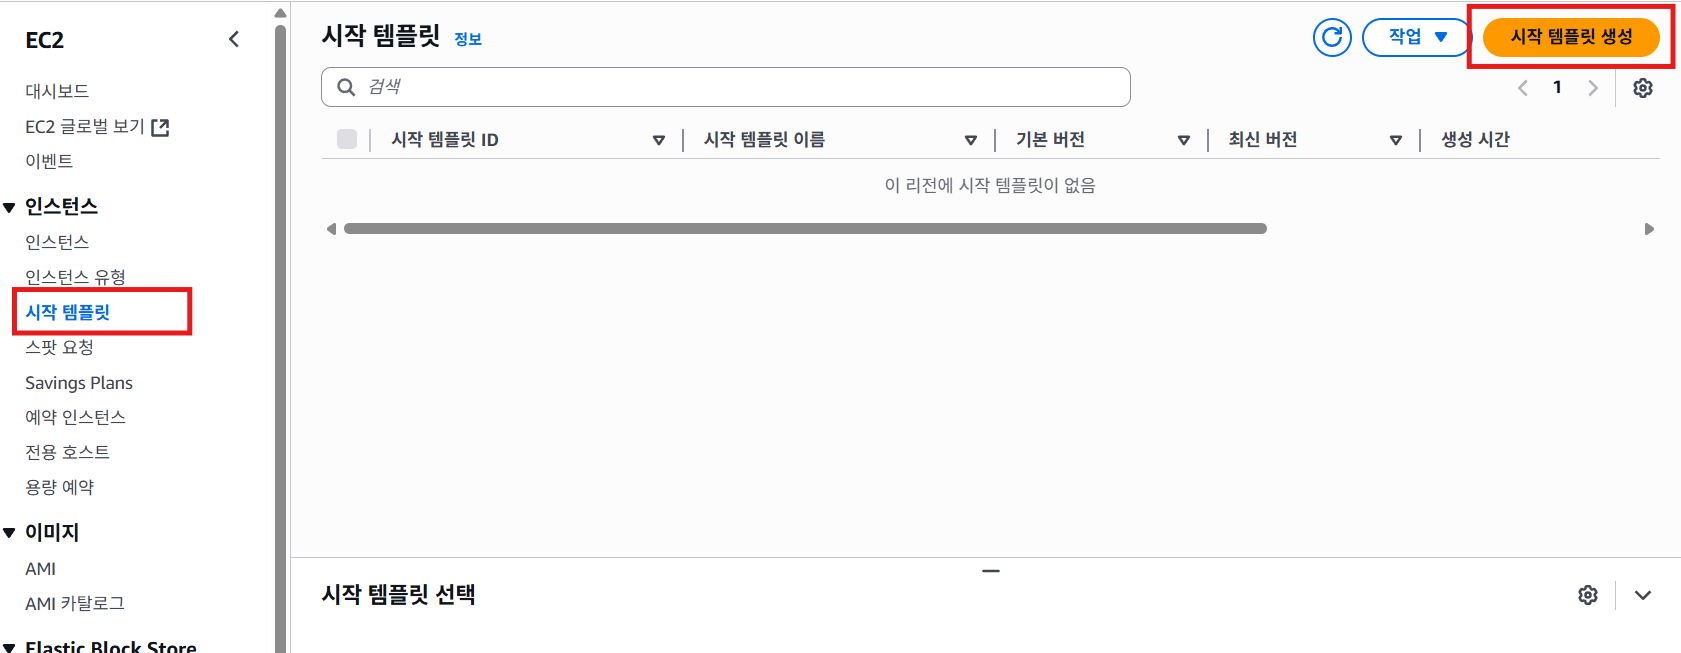 EC2
대시보드
EC2 글로벌 보기
이벤트
인스턴스
인스턴스
인스턴스 유형
시작 템플릿
스팟 요청
Savings Plans
예약 인스턴스
전용 호스트
용량 예약
이미지
AMI
AMI 카탈로그
Elastic Block Store
시작 템플릿 정보
작업
시작 템플릿 생성
검색
1
시작 템플릿 ID 시작 템플릿 이름 기본 버전 최신 버전 생성 시간
이 리전에 시작 템플릿이 없음
시작 템플릿 선택